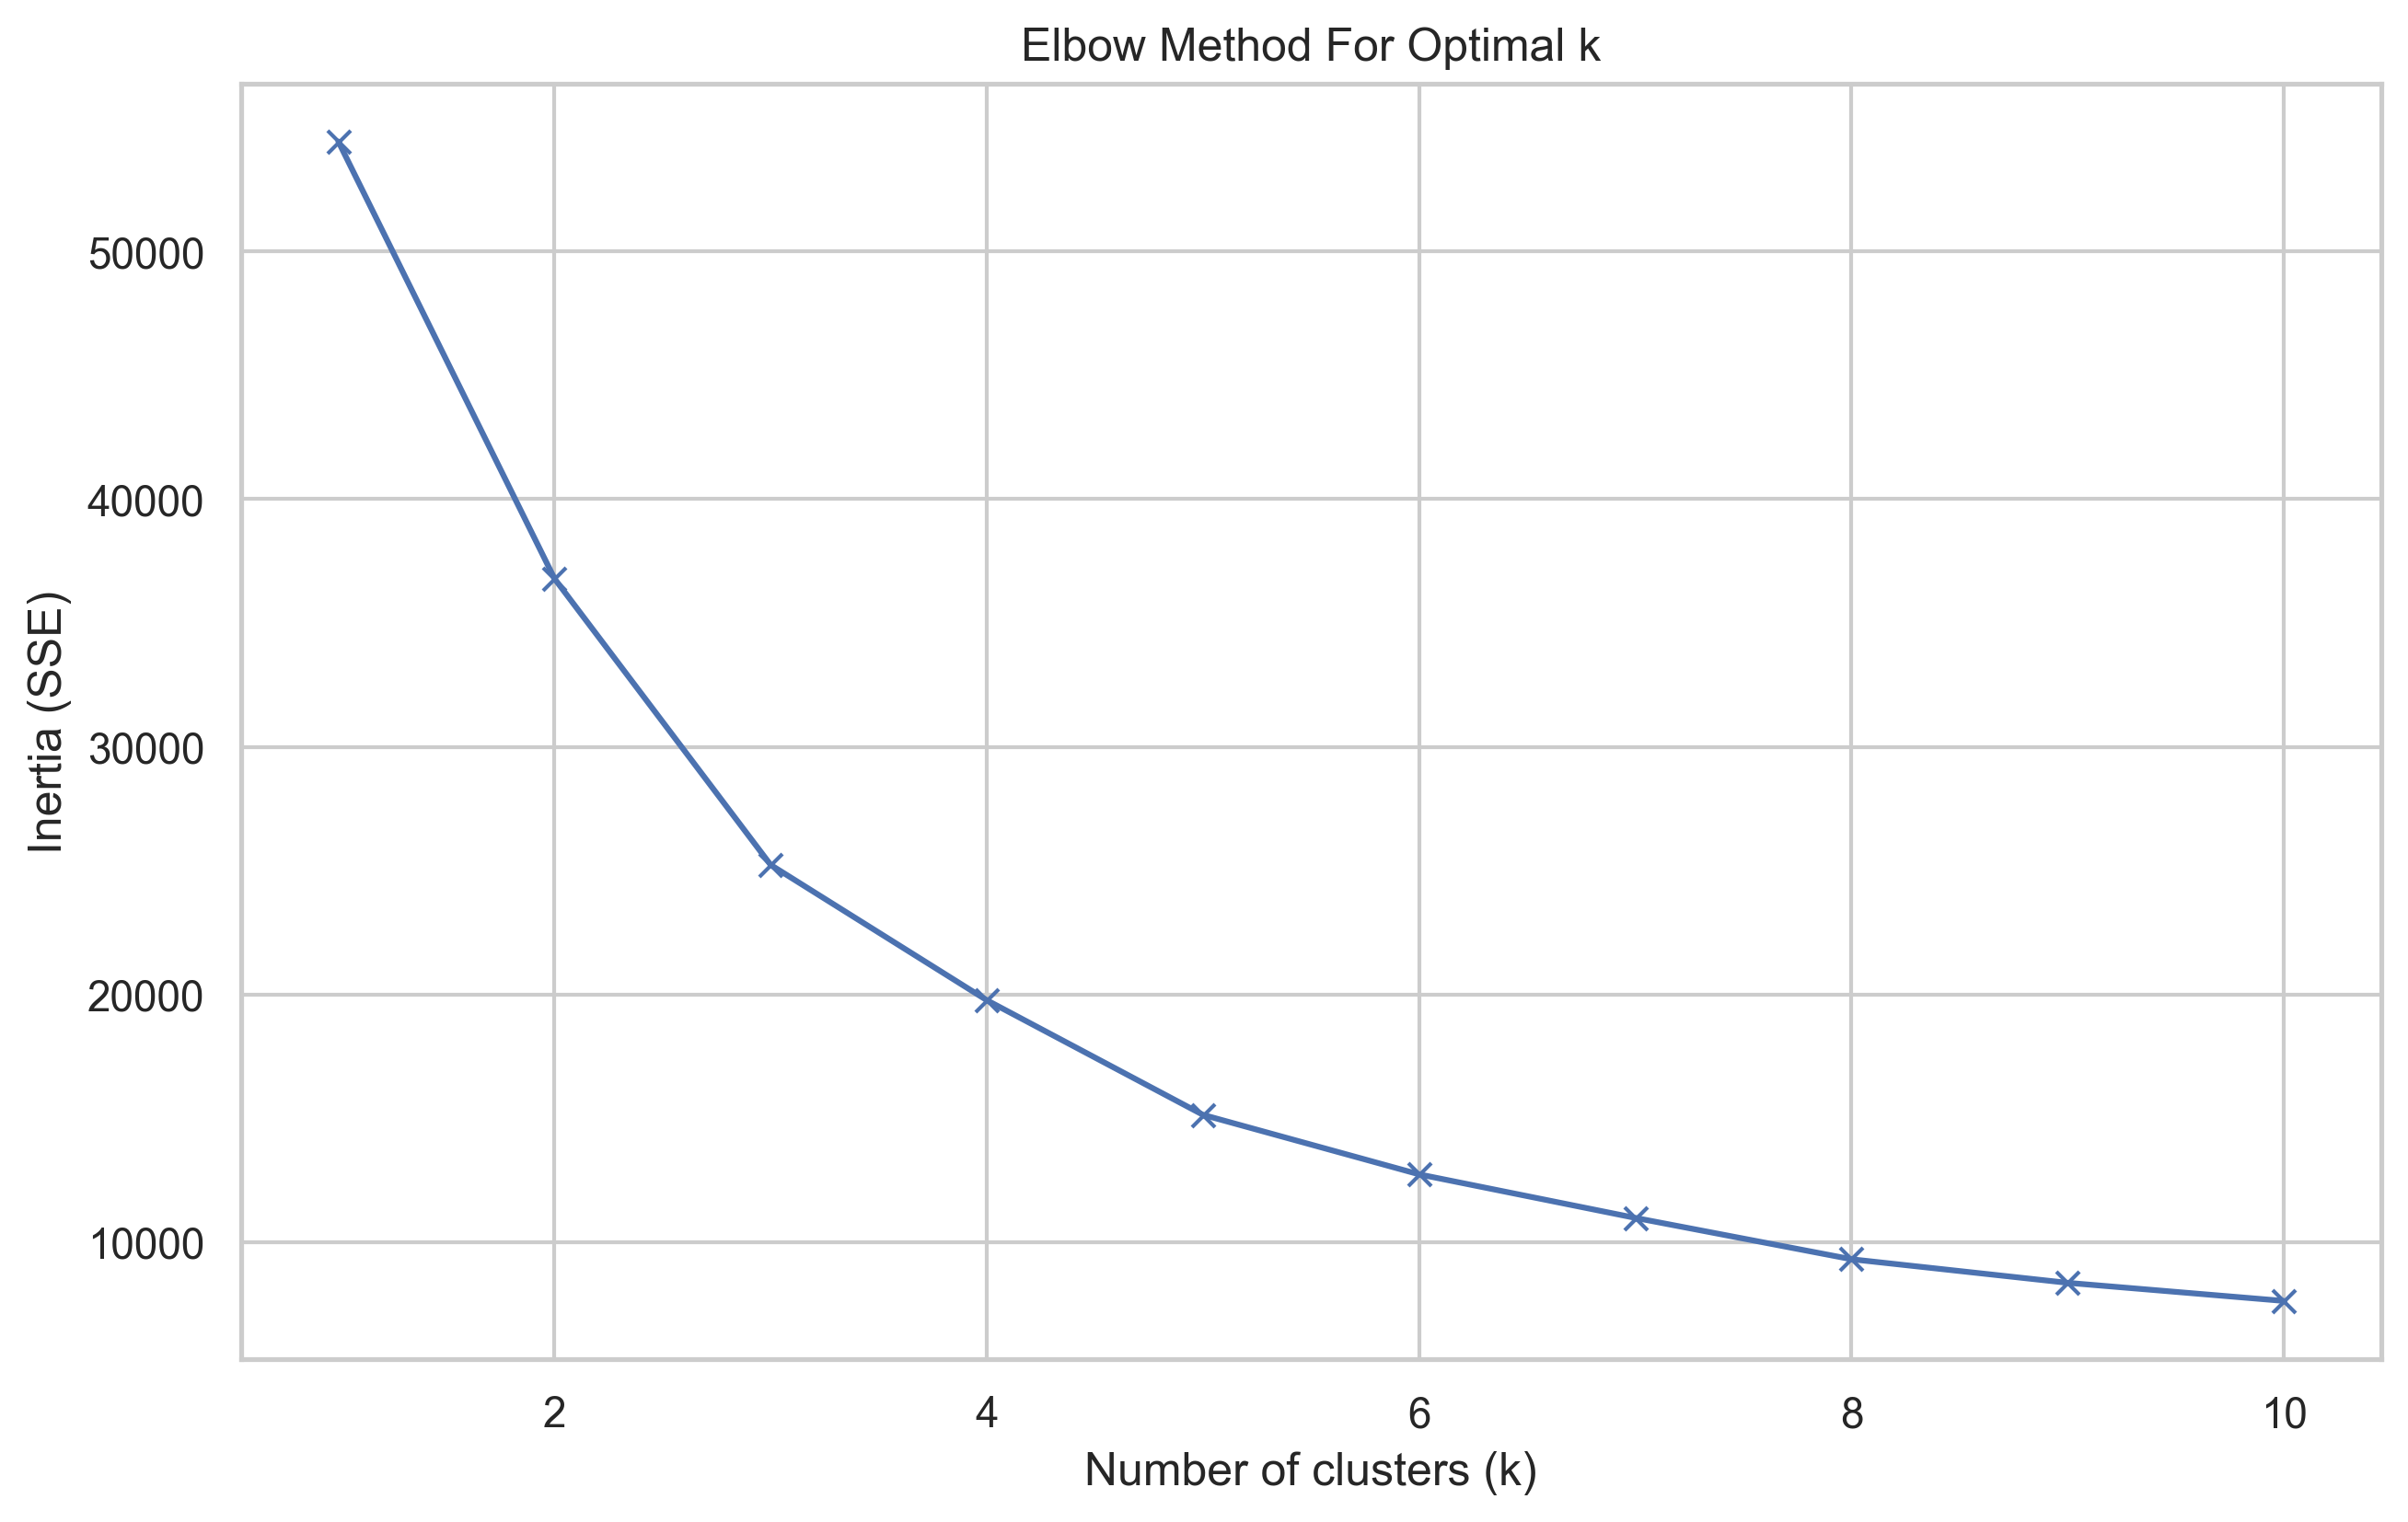 Elbow Method For Optimal k
50000
40000
30000
20000
10000
Inertia (SSE)
2 4 6 8 10
Number of clusters (k)